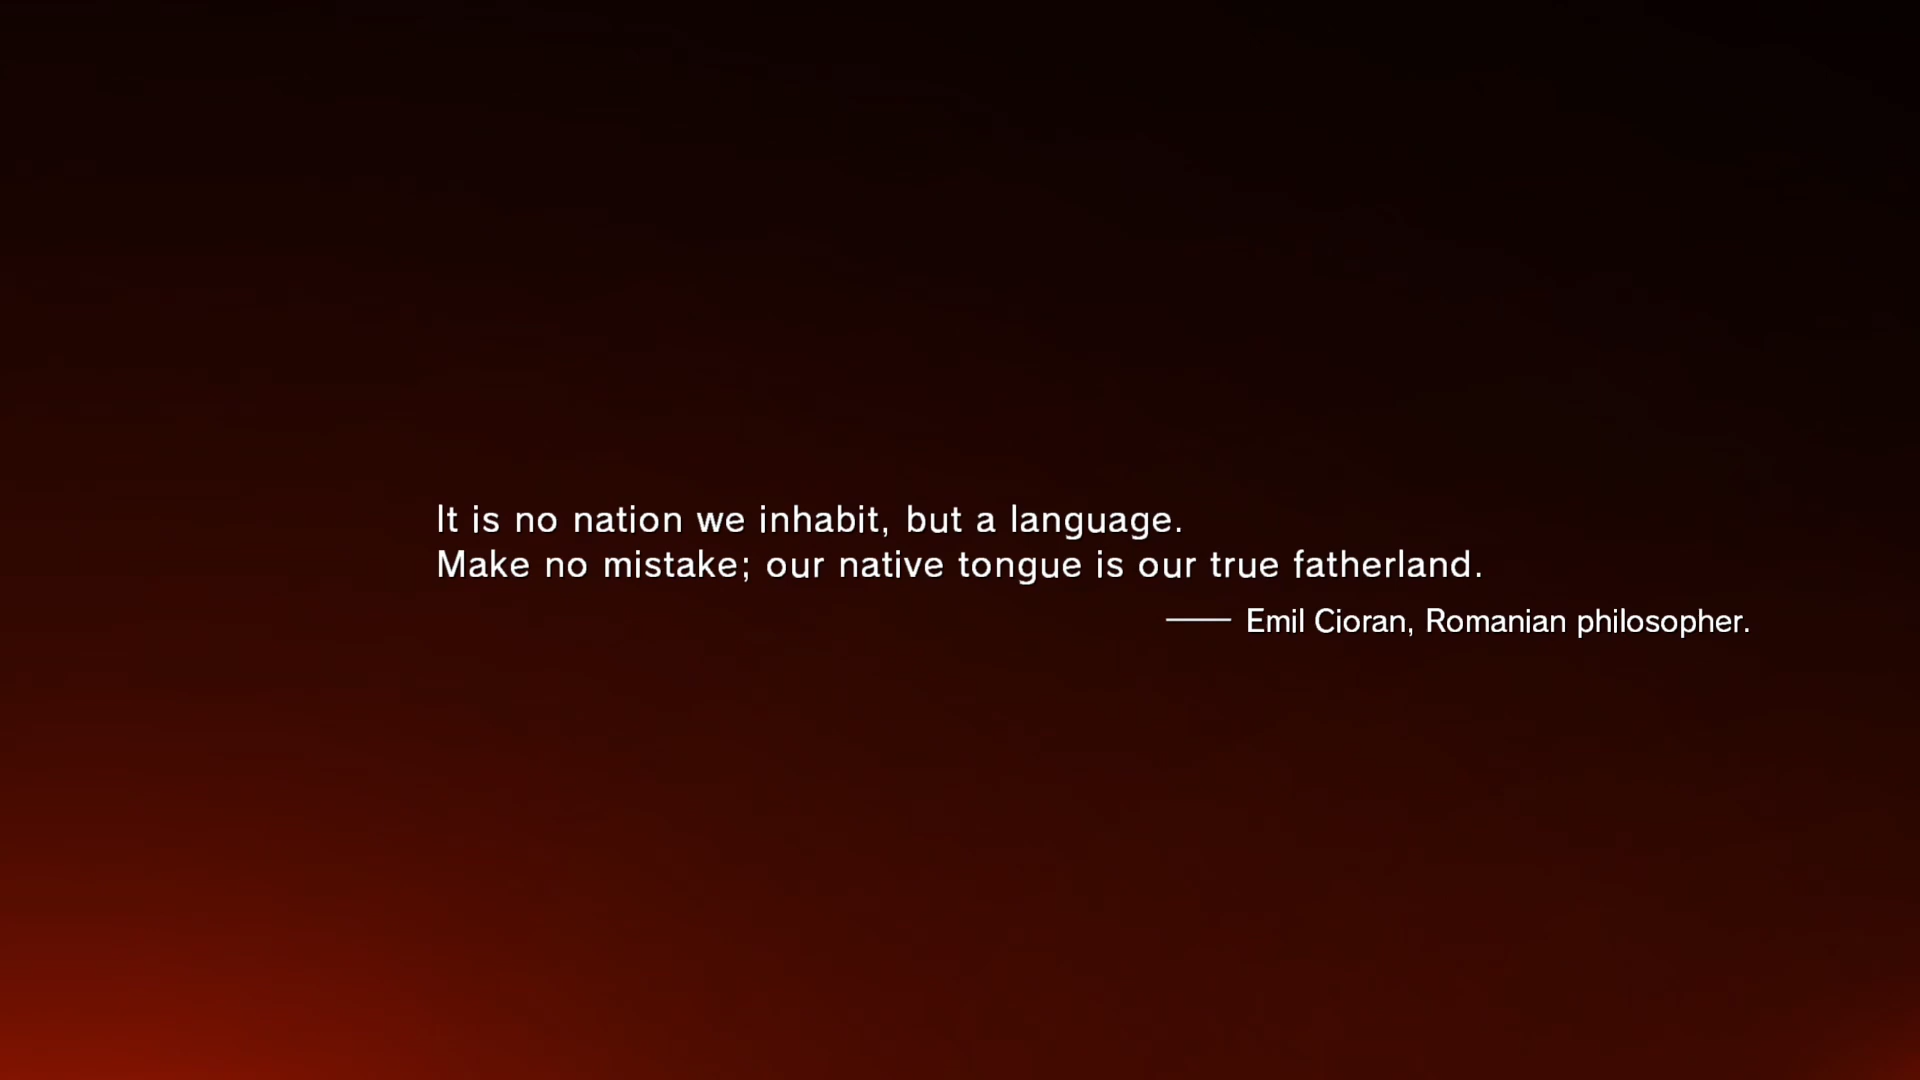 It is no nation we inhabit, but a language.
Make no mistake; our native tongue is our true fatherland.
—— Emil Cioran, Romanian philosopher.